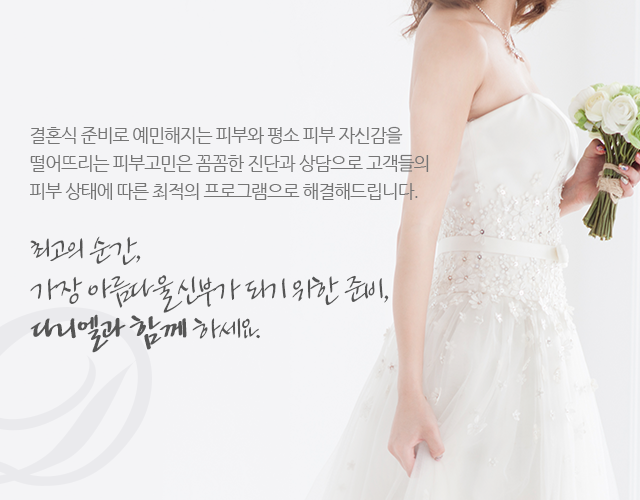 결혼식 준비로 예민해지는 피부와 평소 피부 자신감을
떨어뜨리는 피부고민은 꼼꼼한 진단과 상담으로 고객들의
피부 상태에 따른 최적의 프로그램으로 해결해드립니다.
최고의 순간,
가장 아름다울 신부가 되기 위한 준비,
다니엘과 함께 하세요.